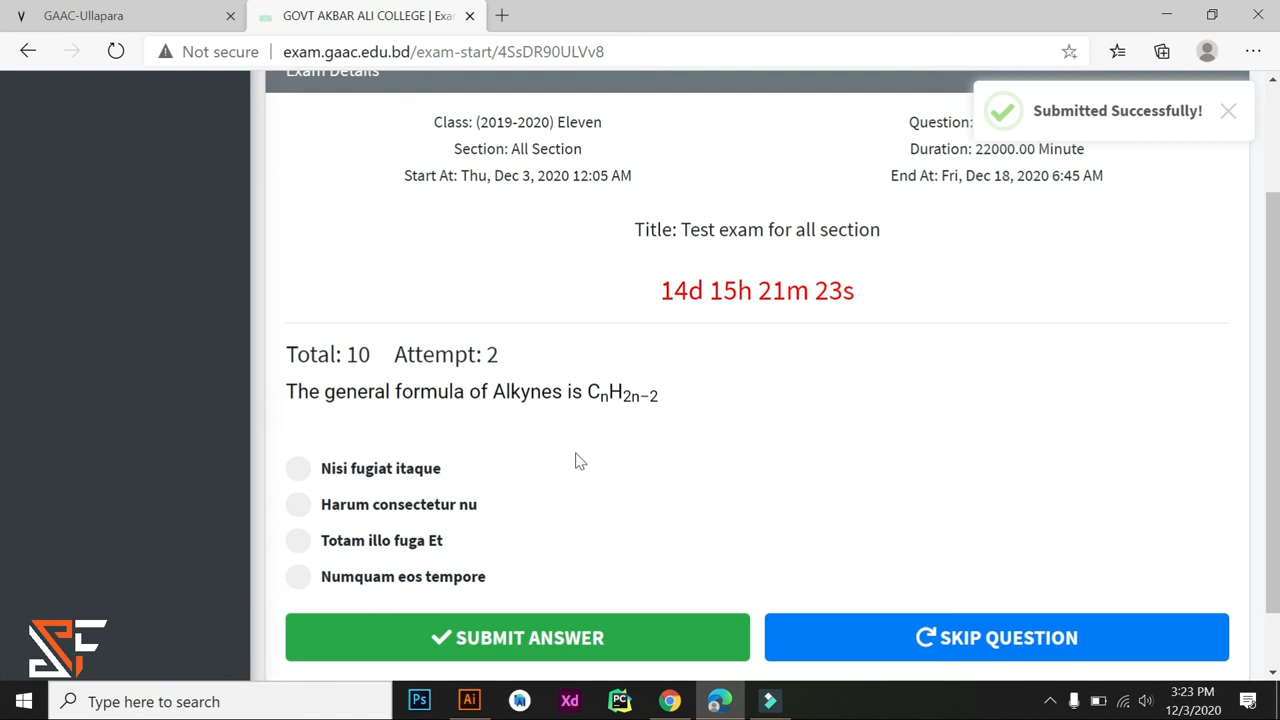 GAAC-Ullapara
GOVT AKBAR ALI COLLEGE | Exa
Not secure
exam.gaac.edu.bd/exam-start/4SsDR90ULVv8
Exam Details
Submitted Successfully!
Class: (2019-2020) Eleven
Question:
Section: All Section
Duration: 22000.00 Minute
Start At: Thu, Dec 3, 2020 12:05 AM
End At: Fri, Dec 18, 2020 6:45 AM
Title: Test exam for all section
14d 15h 21m 23s
Total: 10 Attempt: 2
The general formula of Alkynes is CₙH₂ₙ₋₂
Nisi fugiat itaque
Harum consectetur nu
Totam illo fuga Et
Numquam eos tempore
SUBMIT ANSWER
SKIP QUESTION
SF
Type here to search
Ps
Ai
Xd
PC
3:23 PM
12/3/2020